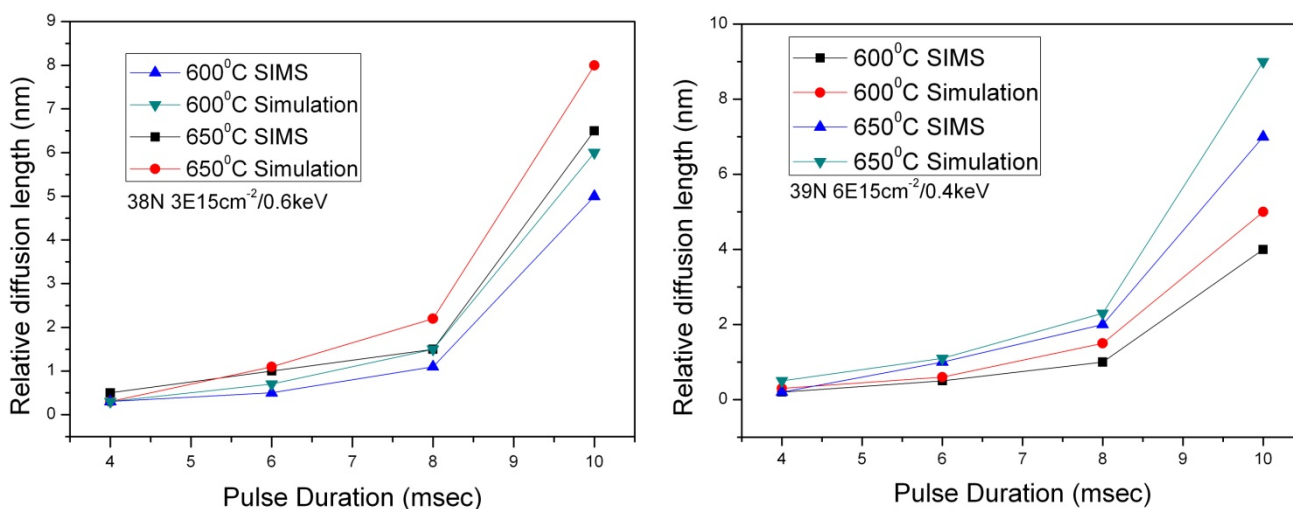 9
8
7
6
5
4
3
2
1
0
Relative diffusion length (nm)
600⁰C SIMS
600⁰C Simulation
650⁰C SIMS
650⁰C Simulation
38N 3E15cm⁻²/0.6keV
4 5 6 7 8 9 10
Pulse Duration (msec)
10
8
6
4
2
0
Relative diffusion length (nm)
600⁰C SIMS
600⁰C Simulation
650⁰C SIMS
650⁰C Simulation
39N 6E15cm⁻²/0.4keV
4 5 6 7 8 9 10
Pulse Duration (msec)